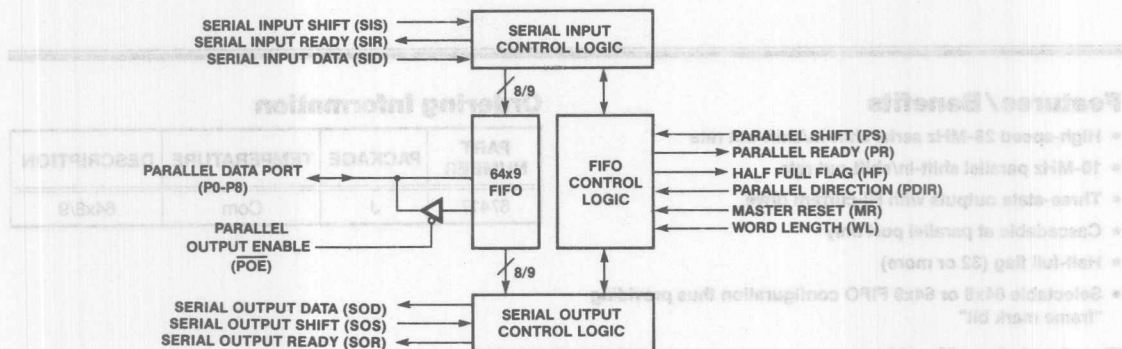 SERIAL INPUT SHIFT (SIS)
SERIAL INPUT READY (SIR)
SERIAL INPUT DATA (SID)
SERIAL INPUT
CONTROL LOGIC
8/9
64x9
FIFO
FIFO
CONTROL
LOGIC
PARALLEL DATA PORT
(P0-P8)
PARALLEL
OUTPUT ENABLE
(POE)
PARALLEL SHIFT (PS)
PARALLEL READY (PR)
HALF FULL FLAG (HF)
PARALLEL DIRECTION (PDIR)
MASTER RESET (MR)
WORD LENGTH (WL)
8/9
SERIAL OUTPUT DATA (SOD)
SERIAL OUTPUT SHIFT (SOS)
SERIAL OUTPUT READY (SOR)
SERIAL OUTPUT
CONTROL LOGIC
Features/Benefits
• High-speed 28-MHz serial
• 10-MHz parallel shift-in/
• Three-state outputs
• Cascadable at parallel port
• Half-full flag (32 or more)
• Selectable 64x8 or 64x9 FIFO configuration thus providing
"frame mark bit"
Ordering Information
PART
NUMBER
PACKAGE
TEMPERATURE
DESCRIPTION
J
Com
64x8/9